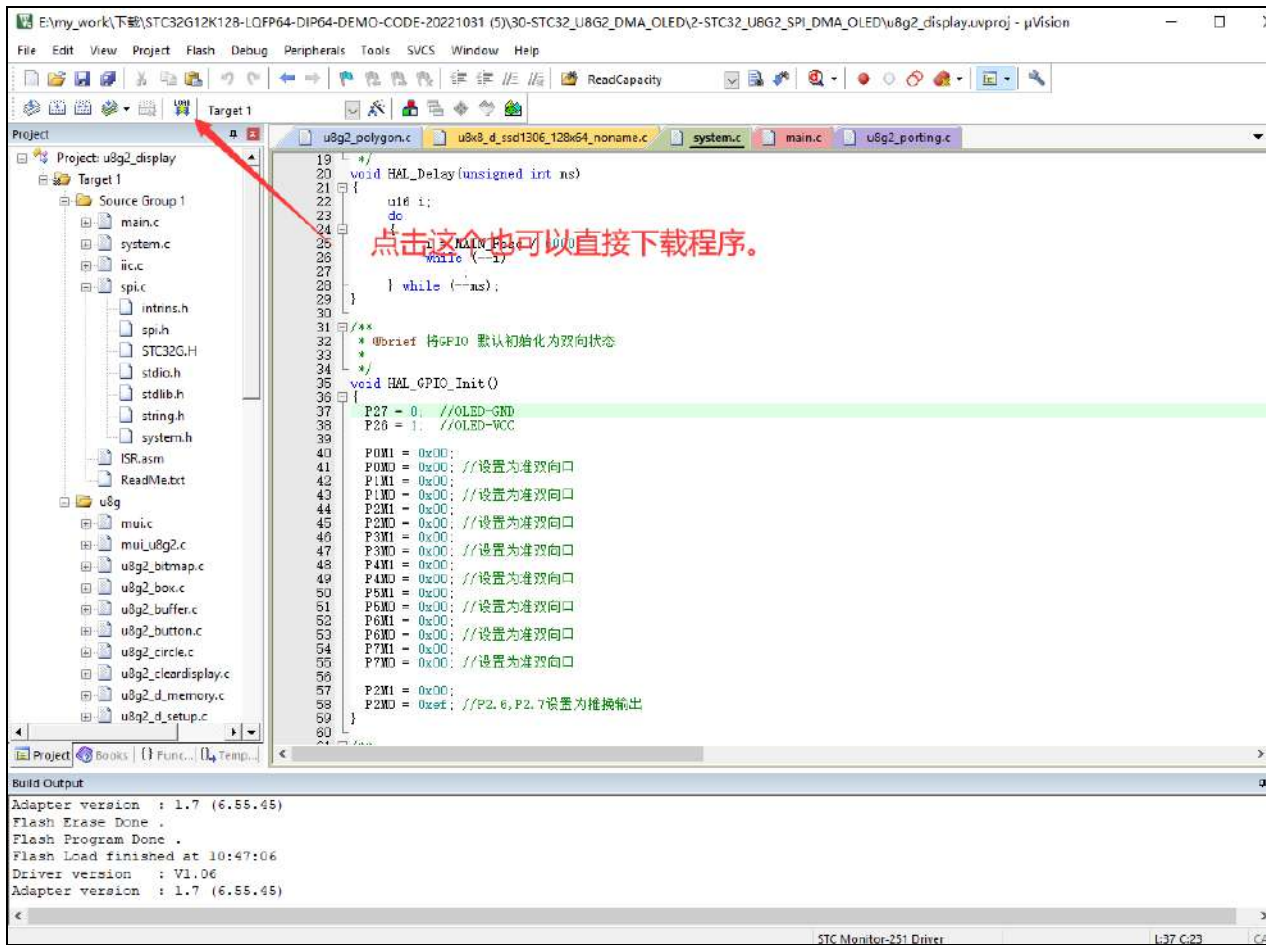 E:\my_work\下载\STC32G12K128-LQFP64-DIP64-DEMO-CODE-20221031 (5)\30-STC32_U8G2_DMA_OLED\2-STC32_U8G2_SPI_DMA_OLED\u8g2_display.uvproj - µVision
File Edit View Project Flash Debug Peripherals Tools SVCS Window Help
ReadCapacity
Target 1
Project
u8g2_polygon.c u8x8_d_ssd1306_128x64_noname.c system.c main.c u8g2_porting.c
Project: u8g2_display
Target 1
Source Group 1
main.c
system.c
iic.c
spi.c
intrins.h
spi.h
STC32G.H
stdio.h
stdlib.h
string.h
system.h
ISR.asm
ReadMe.txt
u8g
mui.c
mui_u8g2.c
u8g2_bitmap.c
u8g2_box.c
u8g2_buffer.c
u8g2_button.c
u8g2_circle.c
u8g2_cleardisplay.c
u8g2_d_memory.c
u8g2_d_setup.c
Project Books {} Func... Temp...
19 */
20 void HAL_Delay(unsigned int ms)
21 {
22 u16 i;
23 do
24 {
25
26 while (--i)
27
28 } while (--ms);
29 }
30
点击这个也可以直接下载程序。
31 /**
32 * @brief 将GPIO 默认初始化为双向状态
33 *
34 */
35 void HAL_GPIO_Init()
36 {
37 P27 = 0; //OLED-GND
38 P26 = 1; //OLED-VCC
39
40 P0M1 = 0x00;
41 P0M0 = 0x00; //设置为准双向口
42 P1M1 = 0x00;
43 P1M0 = 0x00; //设置为准双向口
44 P2M1 = 0x00;
45 P2M0 = 0x00; //设置为准双向口
46 P3M1 = 0x00;
47 P3M0 = 0x00; //设置为准双向口
48 P4M1 = 0x00;
49 P4M0 = 0x00; //设置为准双向口
50 P5M1 = 0x00;
51 P5M0 = 0x00; //设置为准双向口
52 P6M1 = 0x00;
53 P6M0 = 0x00; //设置为准双向口
54 P7M1 = 0x00;
55 P7M0 = 0x00; //设置为准双向口
56
57 P2M1 = 0x00;
58 P2M0 = 0xef; //P2.6,P2.7设置为推换输出
59 }
60
Build Output
Adapter version : 1.7 (6.55.45)
Flash Erase Done .
Flash Program Done .
Flash Load finished at 10:47:06
Driver version : V1.06
Adapter version : 1.7 (6.55.45)
STC Monitor-251 Driver L:37 C:23